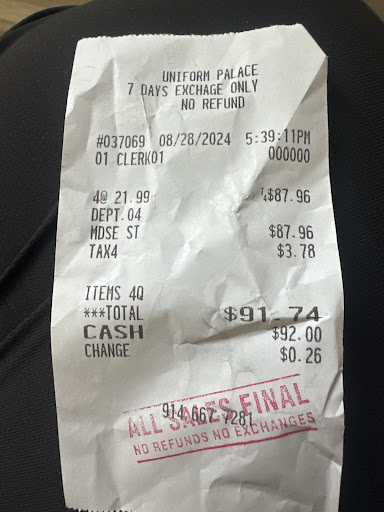 UNIFORM PALACE
7 DAYS EXCHAGE ONLY
NO REFUND
#037069 08/28/2024 5:39:11PM
01 CLERK01 000000
4@ 21.99 $87.96
DEPT.04
MDSE ST $87.96
TAX4 $3.78
ITEMS 4Q
***TOTAL $91.74
CASH $92.00
CHANGE $0.26
914 667 7281
ALL SALES FINAL
NO REFUNDS NO EXCHANGES